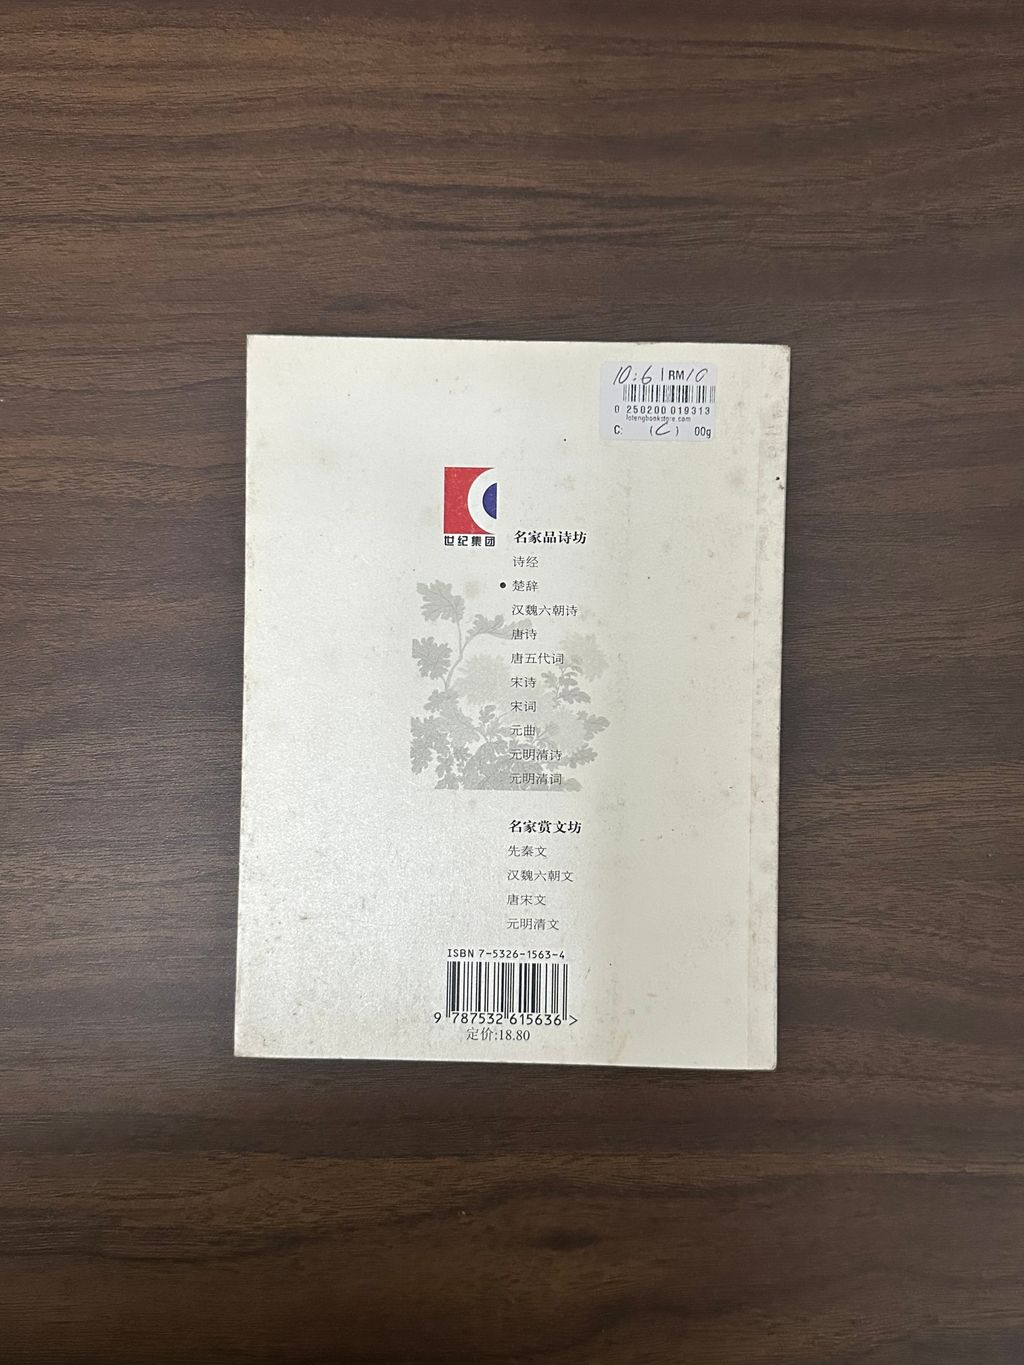 10:6 | RM10
0 250200 019313
lotengbookstore.com
C: (C) 00g
世纪集团
名家品诗坊
诗经
• 楚辞
汉魏六朝诗
唐诗
唐五代词
宋诗
宋词
元曲
元明清诗
元明清词
名家赏文坊
先秦文
汉魏六朝文
唐宋文
元明清文
ISBN 7-5326-1563-4
9 787532 615636 >
定价:18.80